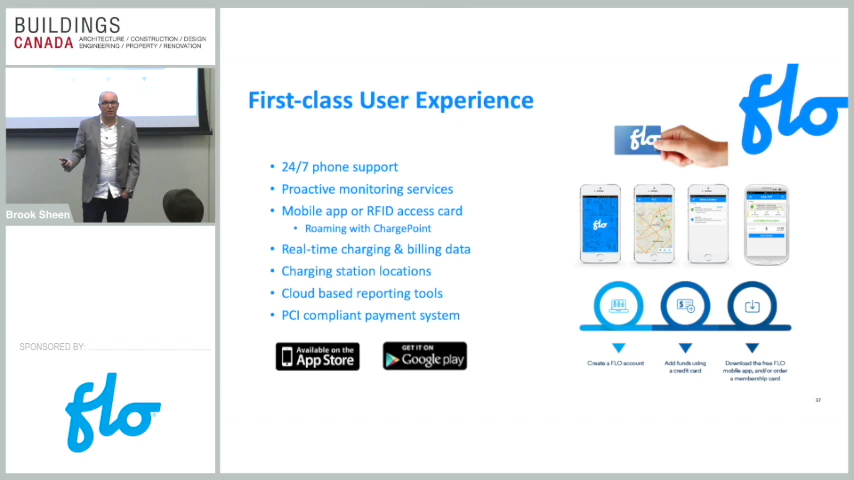 BUILDINGS
CANADA
ARCHITECTURE / CONSTRUCTION / DESIGN
ENGINEERING / PROPERTY / RENOVATION
Brook Sheen
SPONSORED BY:
flo
First-class User Experience
flo
flo
• 24/7 phone support
• Proactive monitoring services
• Mobile app or RFID access card
• Roaming with ChargePoint
• Real-time charging & billing data
• Charging station locations
• Cloud based reporting tools
• PCI compliant payment system
Available on the
App Store
GET IT ON
Google play
flo
Create a FLO account
Add funds using
a credit card
Download the free FLO
mobile app, and/or order
a membership card
37